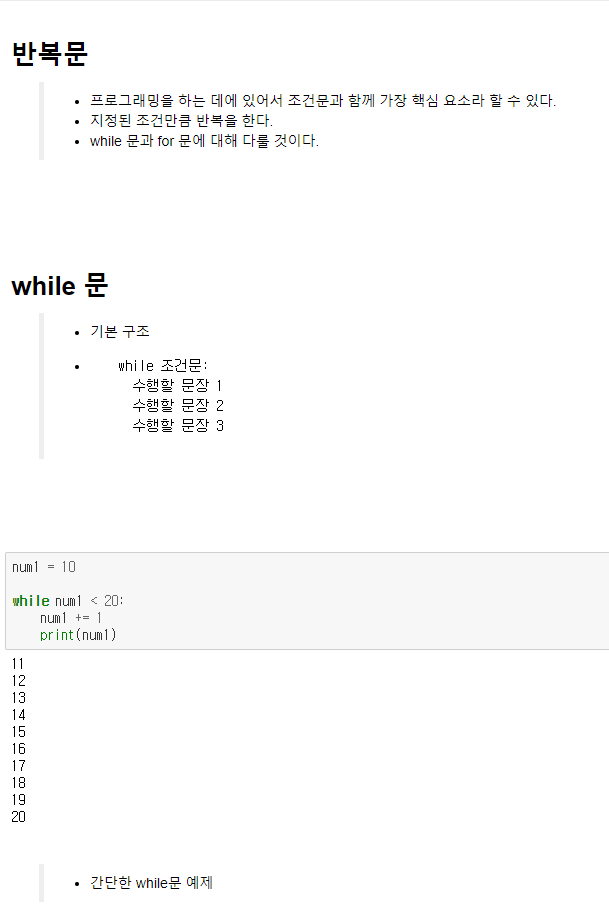 반복문
프로그래밍을 하는 데에 있어서 조건문과 함께 가장 핵심 요소라 할 수 있다.
지정된 조건만큼 반복을 한다.
while 문과 for 문에 대해 다룰 것이다.
while 문
기본 구조
while 조건문:
수행할 문장 1
수행할 문장 2
수행할 문장 3
num1 = 10
while num1 < 20:
num1 += 1
print(num1)
11
12
13
14
15
16
17
18
19
20
간단한 while문 예제